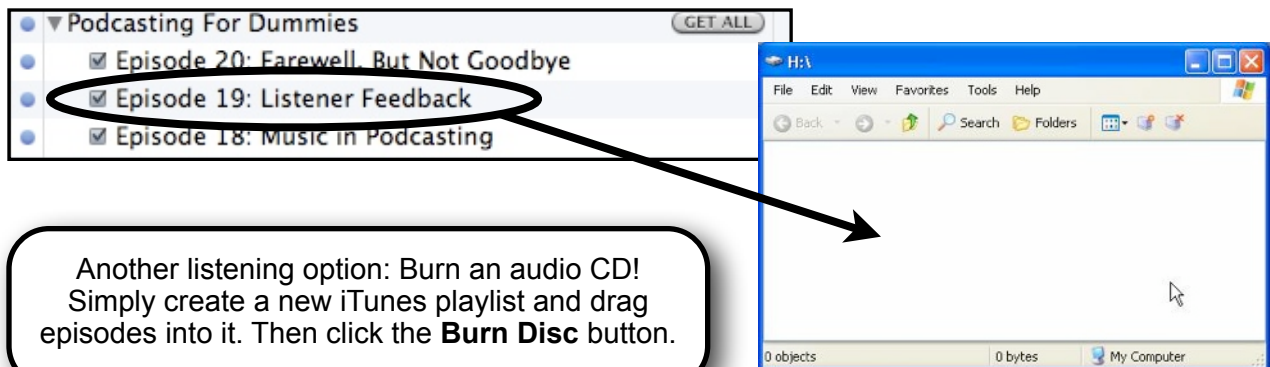 Podcasting For Dummies GET ALL
Episode 20: Farewell, But Not Goodbye
Episode 19: Listener Feedback
Episode 18: Music in Podcasting
H:\
File Edit View Favorites Tools Help
Back Search Folders
0 objects 0 bytes My Computer
Another listening option: Burn an audio CD!
Simply create a new iTunes playlist and drag
episodes into it. Then click the Burn Disc button.